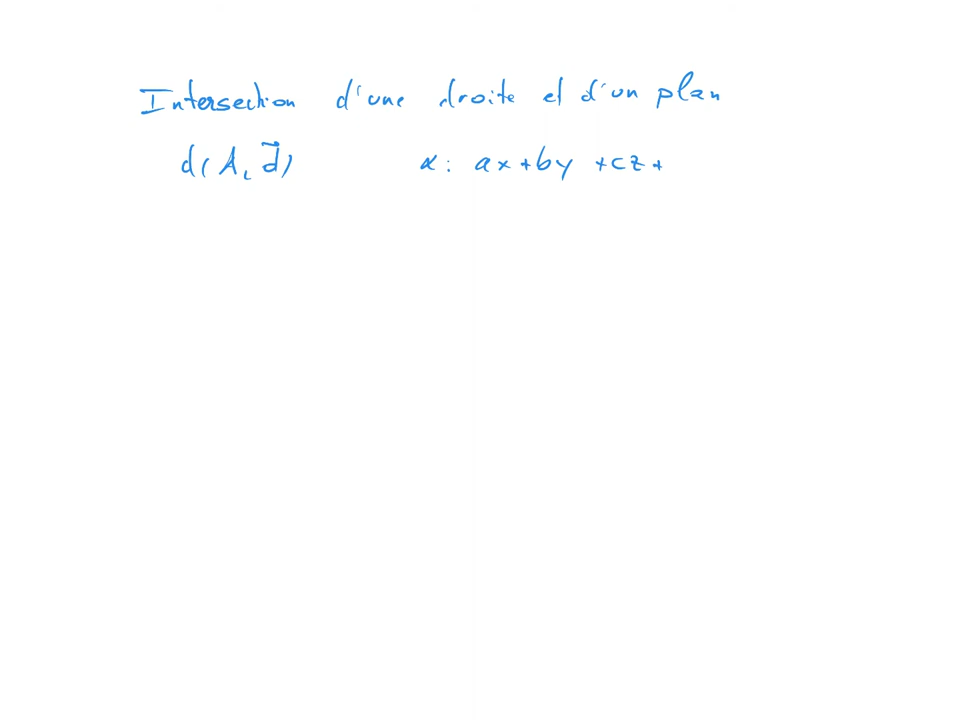 Intersection d'une droite et d'un plan
d(A, d⃗) α: ax+by +cz+